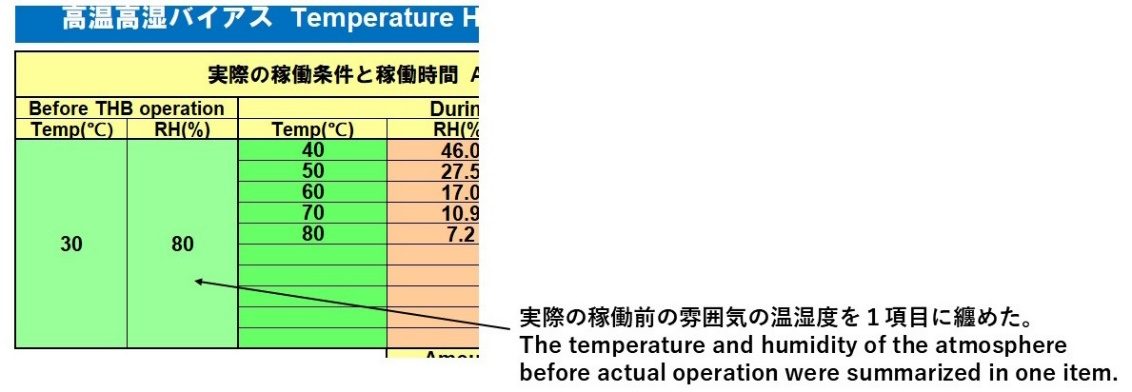 高温高湿バイアス Temperature H
実際の稼働条件と稼働時間
Before THB operation
Temp(℃) RH(%) Temp(℃) RH(%
40 46.0
50 27.5
60 17.0
70 10.9
80 7.2
30 80
実際の稼働前の雰囲気の温湿度を１項目に纏めた。
The temperature and humidity of the atmosphere
before actual operation were summarized in one item.